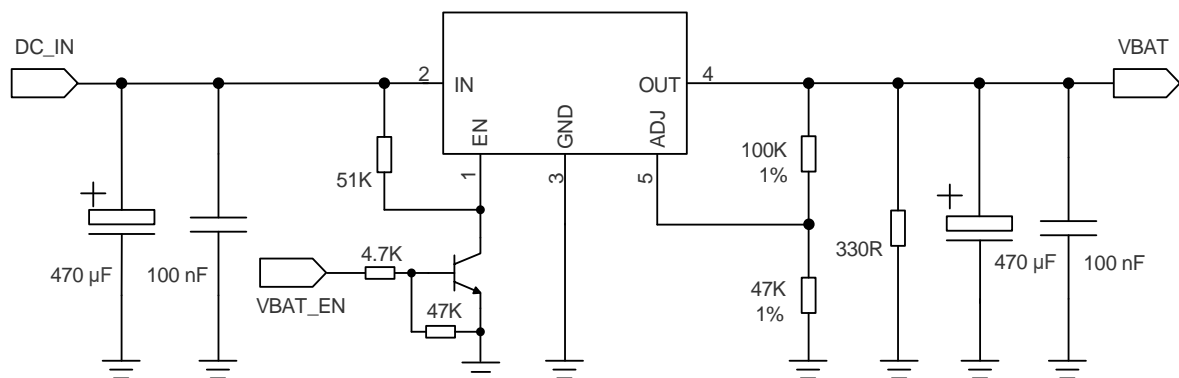 DC_IN
VBAT
2
IN
OUT
4
EN
GND
ADJ
1
3
5
51K
100K
1%
470 µF
100 nF
4.7K
VBAT_EN
47K
330R
47K
1%
470 µF
100 nF